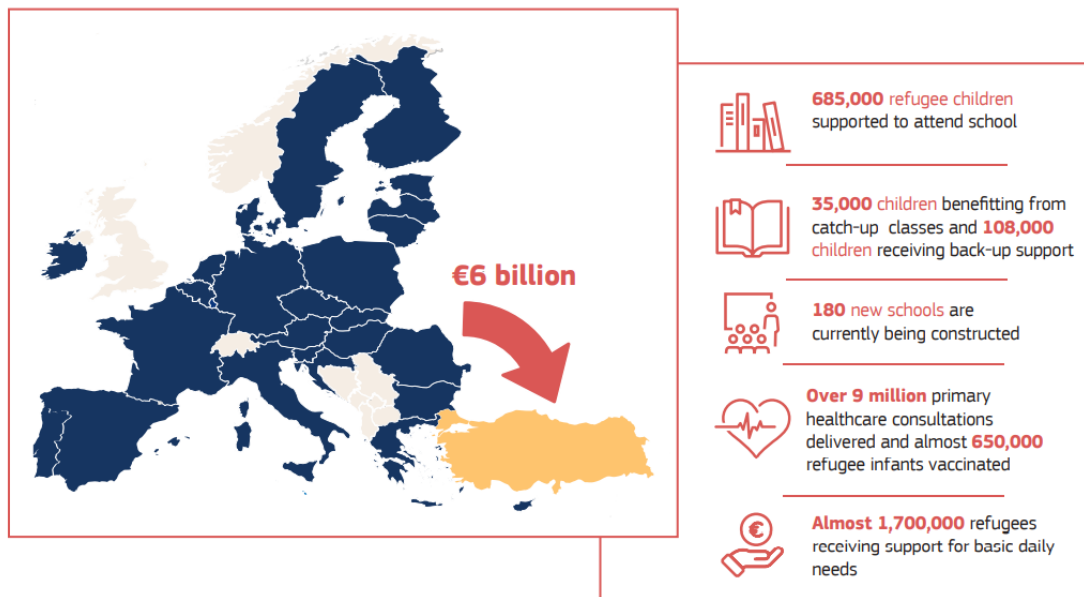 €6 billion
685,000 refugee children
supported to attend school
35,000 children benefitting from
catch-up classes and 108,000
children receiving back-up support
180 new schools are
currently being constructed
Over 9 million primary
healthcare consultations
delivered and almost 650,000
refugee infants vaccinated
€
Almost 1,700,000 refugees
receiving support for basic daily
needs